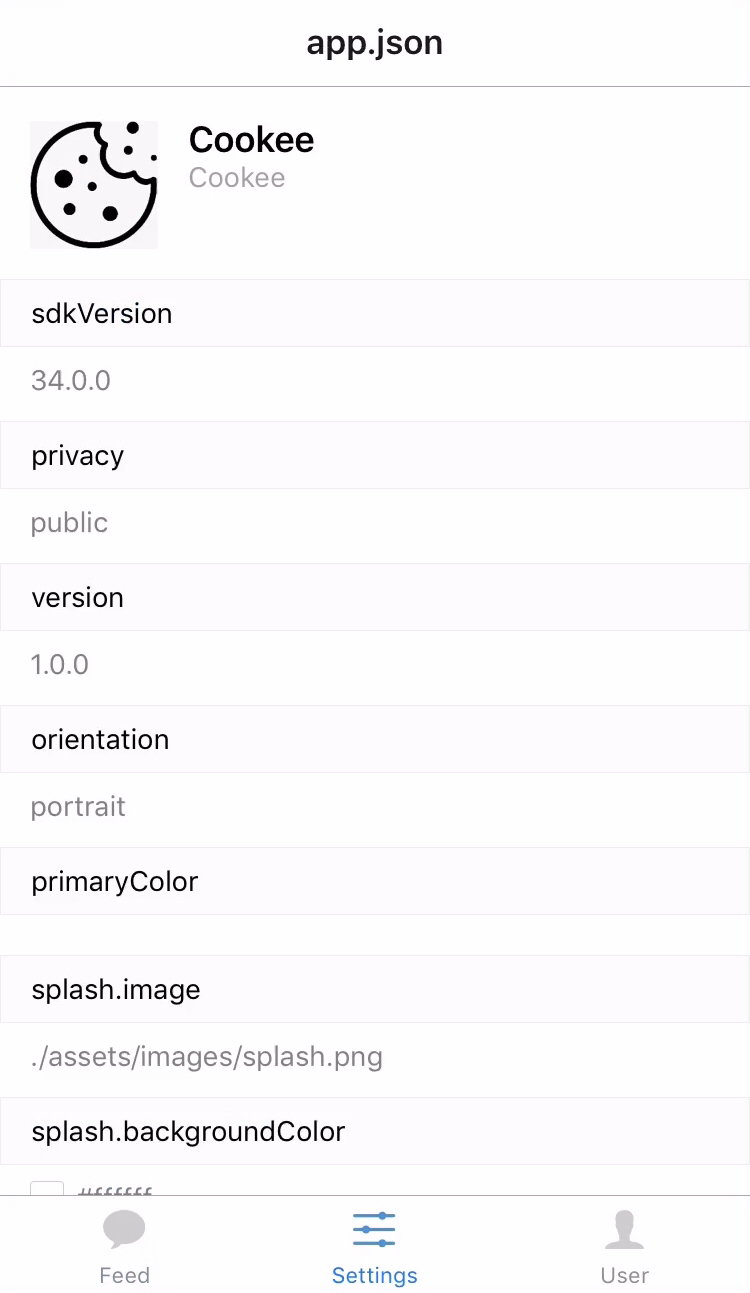 app.json
Cookee
Cookee
sdkVersion
34.0.0
privacy
public
version
1.0.0
orientation
portrait
primaryColor
splash.image
./assets/images/splash.png
splash.backgroundColor
#ffffff
Feed
Settings
User